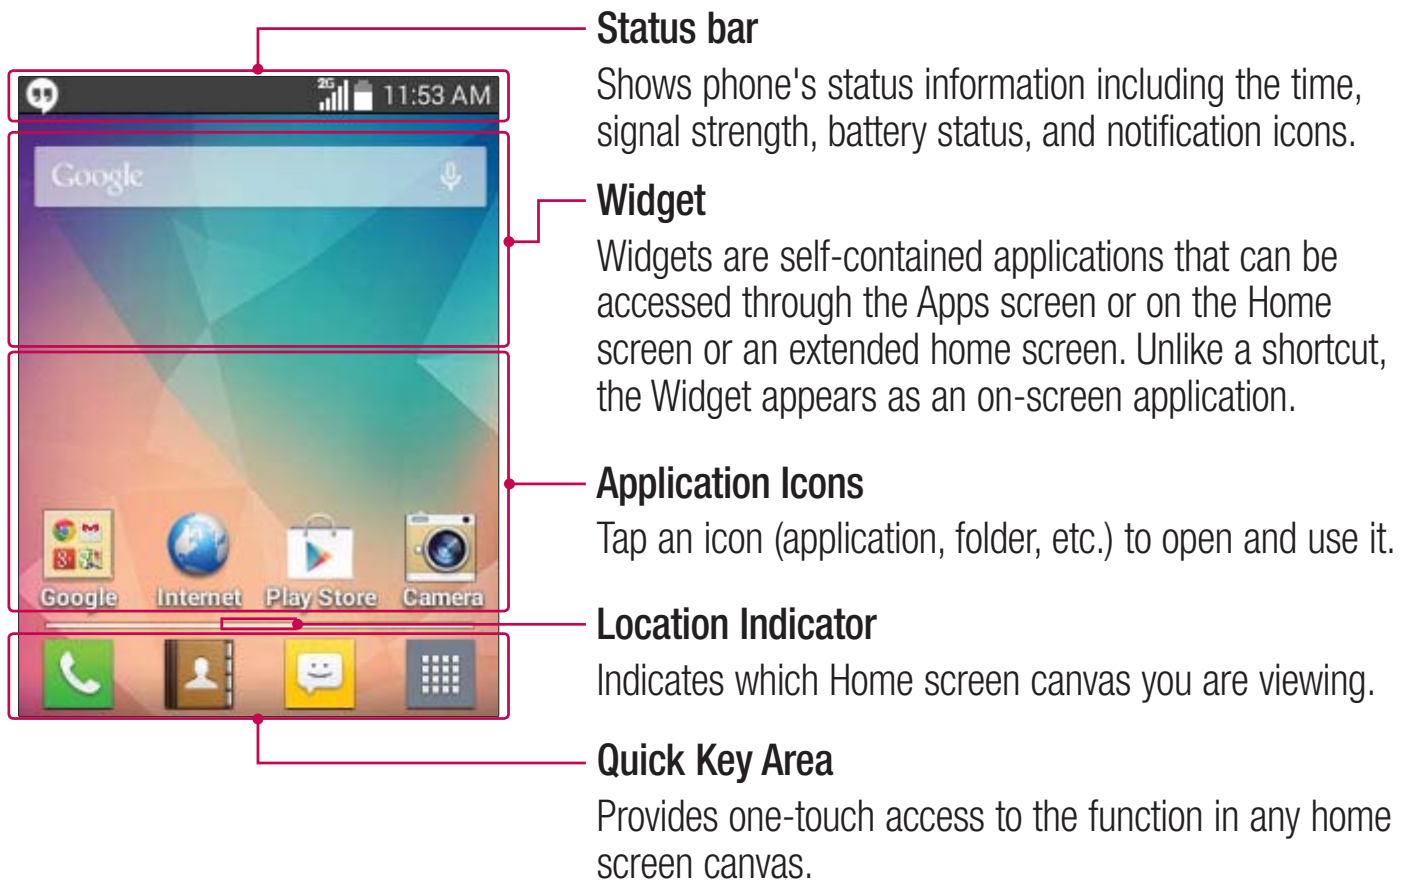 Status bar
Shows phone's status information including the time,
signal strength, battery status, and notification icons.
2G 11:53 AM
Google
Widget
Widgets are self-contained applications that can be
accessed through the Apps screen or on the Home
screen or an extended home screen. Unlike a shortcut,
the Widget appears as an on-screen application.
Application Icons
Tap an icon (application, folder, etc.) to open and use it.
Google Internet Play Store Camera
Location Indicator
Indicates which Home screen canvas you are viewing.
Quick Key Area
Provides one-touch access to the function in any home
screen canvas.